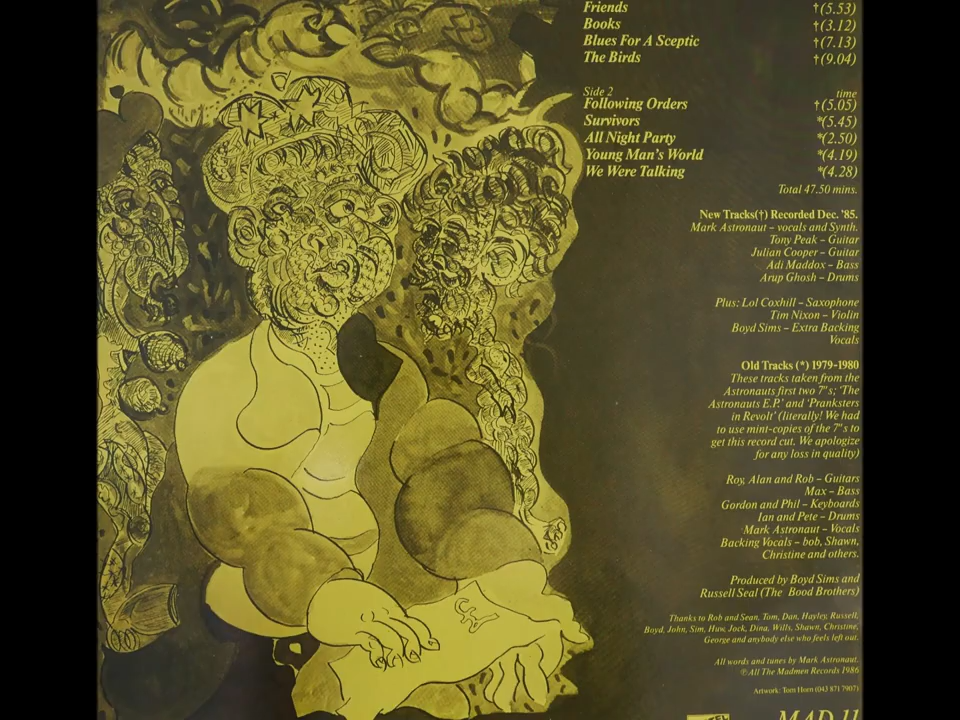 Friends †(5.53)
Books †(3.12)
Blues For A Sceptic †(7.13)
The Birds †(9.04)
Side 2 time
Following Orders †(5.05)
Survivors *(5.45)
All Night Party *(2.50)
Young Man's World *(4.19)
We Were Talking *(4.28)
Total 47.50 mins.
New Tracks(†) Recorded Dec. '85.
Mark Astronaut – vocals and Synth.
Tony Peak – Guitar
Julian Cooper – Guitar
Adi Maddox – Bass
Arup Ghosh – Drums
Plus: Lol Coxhill – Saxophone
Tim Nixon – Violin
Boyd Sims – Extra Backing
Vocals
Old Tracks (*) 1979-1980
These tracks taken from the
Astronauts first two 7"s; 'The
Astronauts E.P.' and 'Pranksters
in Revolt' (literally! We had
to use mint-copies of the 7"s to
get this record cut. We apologize
for any loss in quality)
Roy, Alan and Rob – Guitars
Max – Bass
Gordon and Phil – Keyboards
Ian and Pete – Drums
Mark Astronaut – Vocals
Backing Vocals – bob, Shawn,
Christine and others.
Produced by Boyd Sims and
Russell Seal (The Bood Brothers)
Thanks to Rob and Sean, Tom, Dan, Hayley, Russell,
Boyd, John, Sim, Huw, Jock, Dina, Wills, Shawn, Christine,
George and anybody else who feels left out.
All words and tunes by Mark Astronaut.
℗All The Madmen Records 1986
Artwork: Tom Horn (043 871 7907)
MAD 11